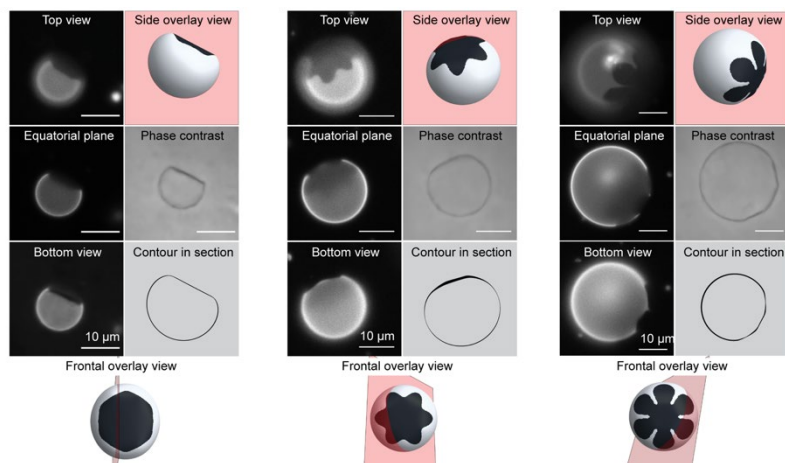 Top view
Side overlay view
Equatorial plane
Phase contrast
Bottom view
Contour in section
10 µm
Frontal overlay view
Top view
Side overlay view
Equatorial plane
Phase contrast
Bottom view
Contour in section
10 µm
Frontal overlay view
Top view
Side overlay view
Equatorial plane
Phase contrast
Bottom view
Contour in section
10 µm
Frontal overlay view